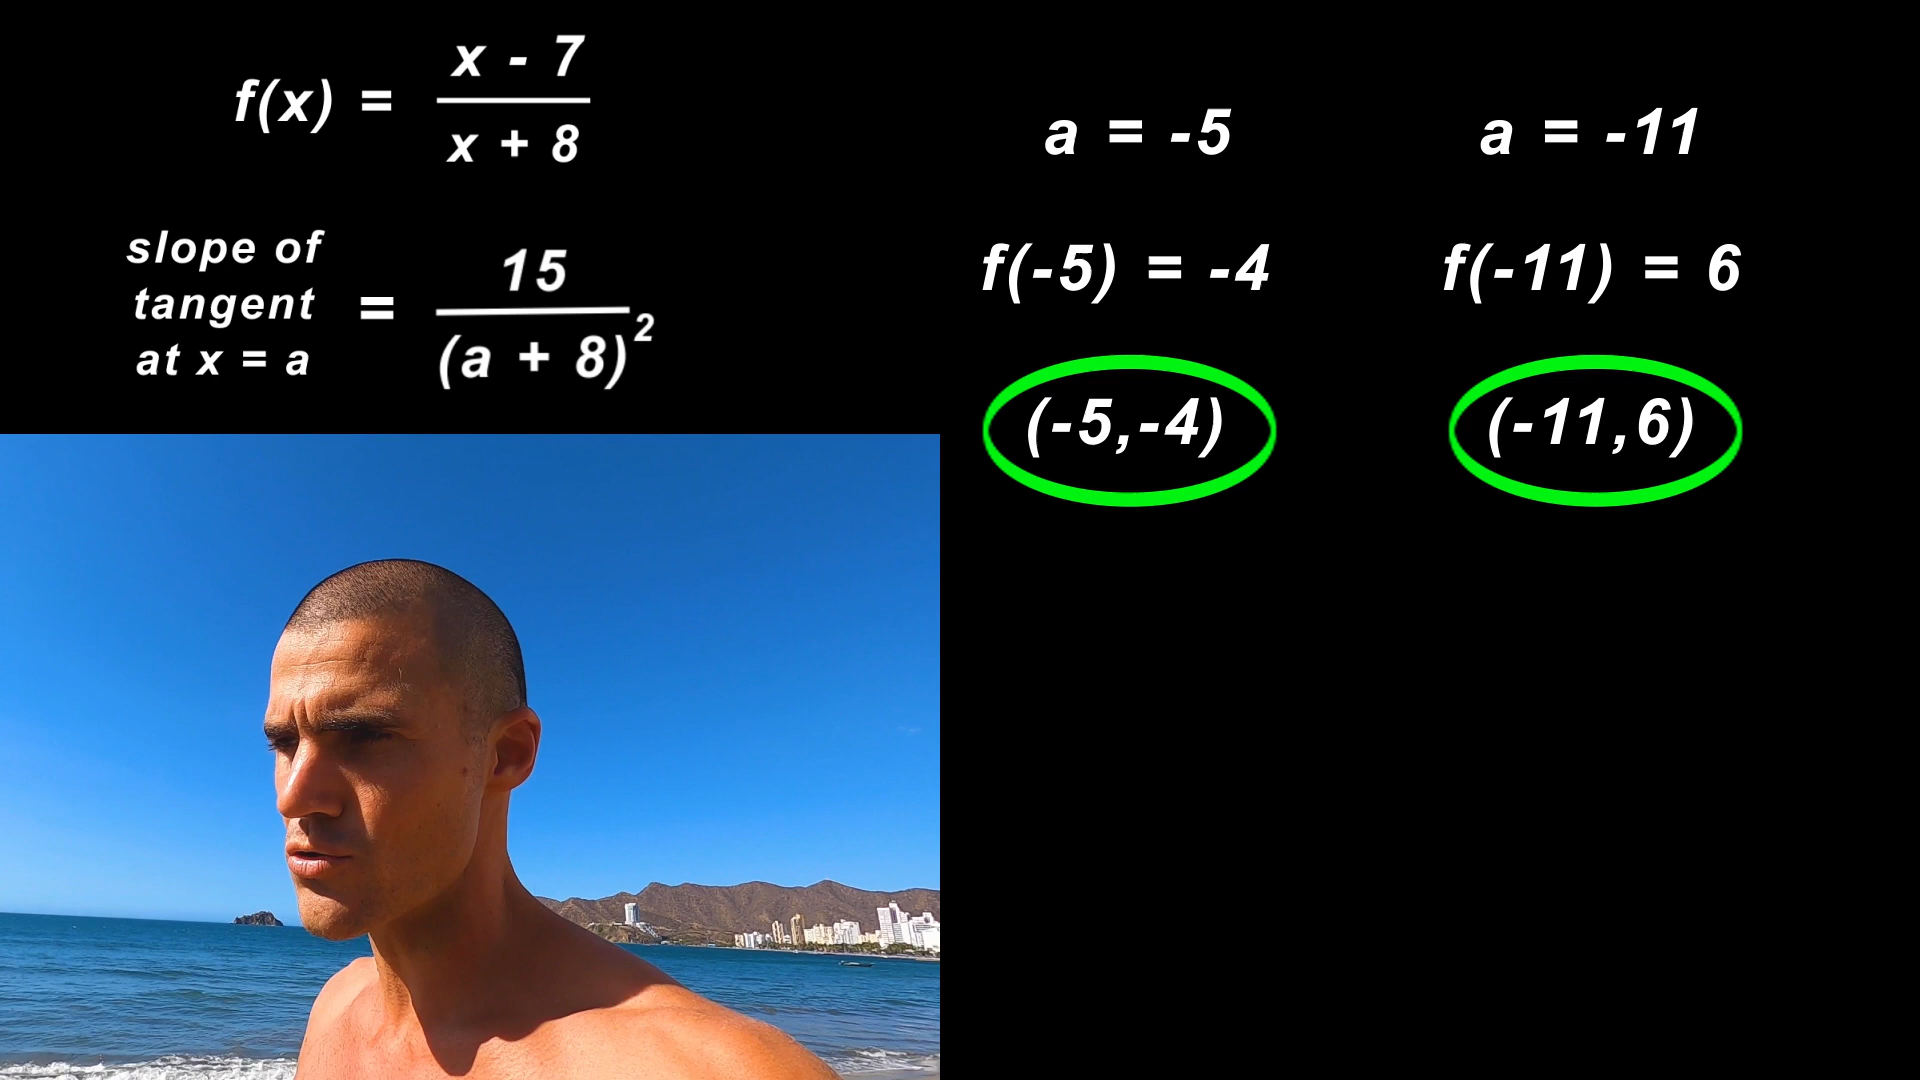 f(x) = x - 7
x + 8
slope of
tangent
at x = a
= 15
(a + 8)²
a = -5
f(-5) = -4
(-5,-4)
a = -11
f(-11) = 6
(-11,6)